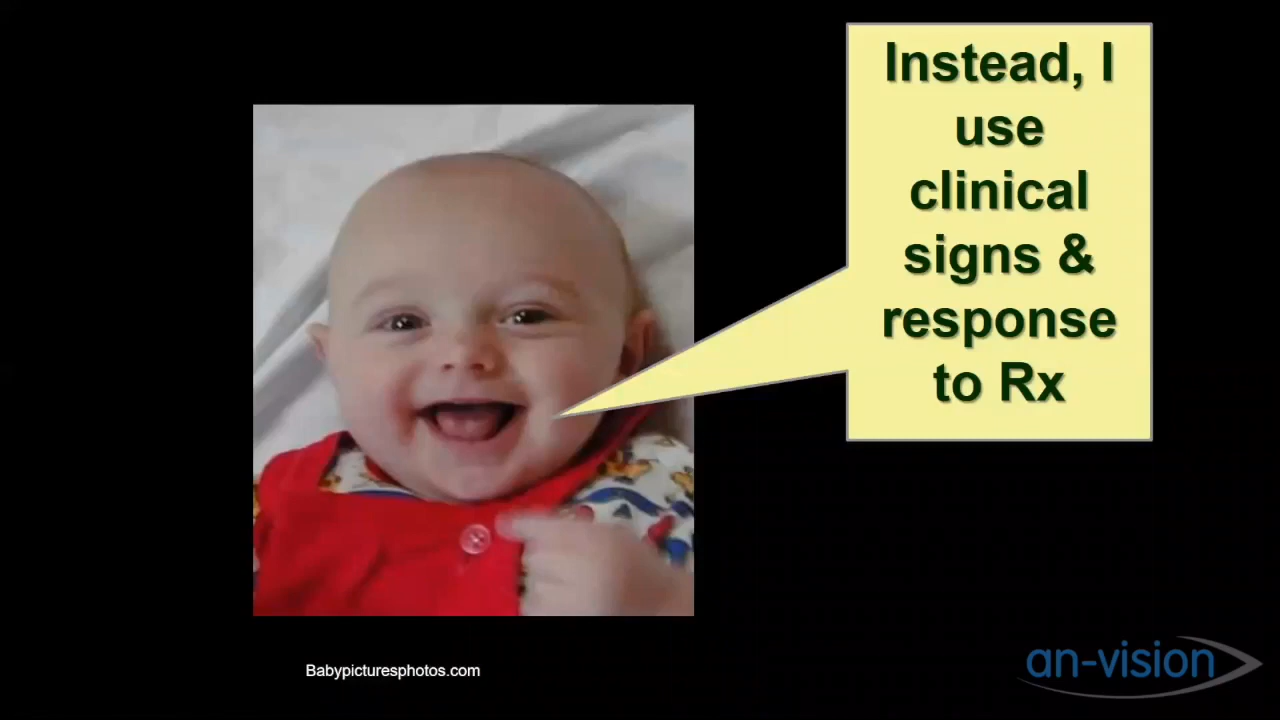 Instead, I
use
clinical
signs &
response
to Rx
Babypicturesphotos.com
an-vision